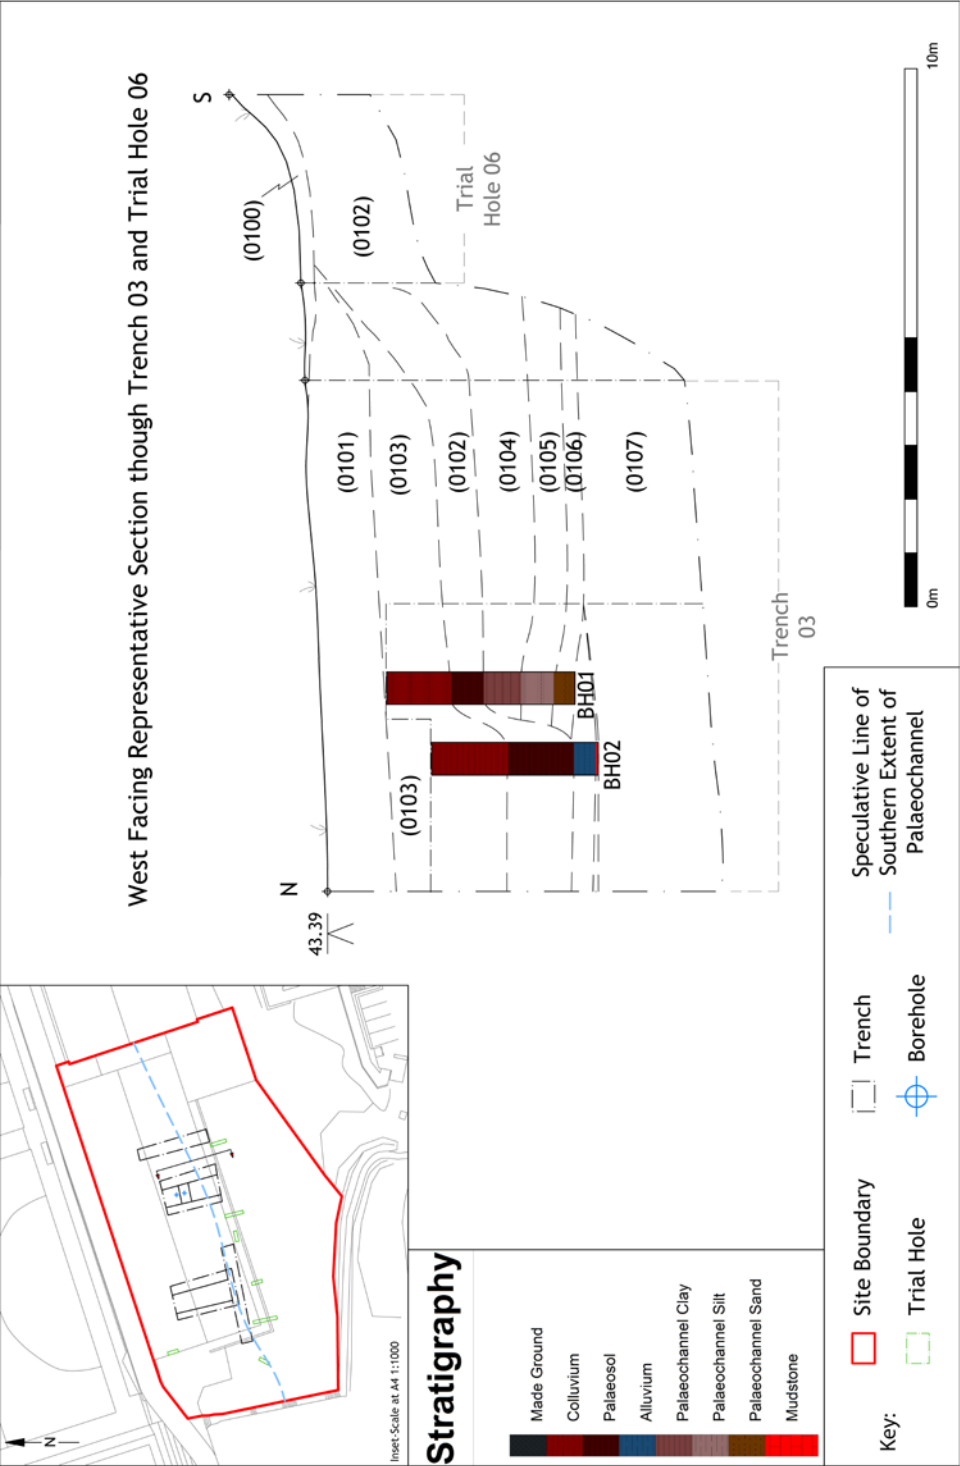 West Facing Representative Section though Trench 03 and Trial Hole 06
N
S
43.39
(0100)
(0102)
(0101)
(0103)
(0102)
(0104)
(0105)
(0106)
(0107)
(0103)
BH01
BH02
Trial
Hole 06
Trench
03
0m
10m
N
Inset-Scale at A4 1:1000
Stratigraphy
Made Ground
Colluvium
Palaeosol
Alluvium
Palaeochannel Clay
Palaeochannel Silt
Palaeochannel Sand
Mudstone
Key:
Site Boundary
Trial Hole
Trench
Borehole
Speculative Line of
Southern Extent of
Palaeochannel